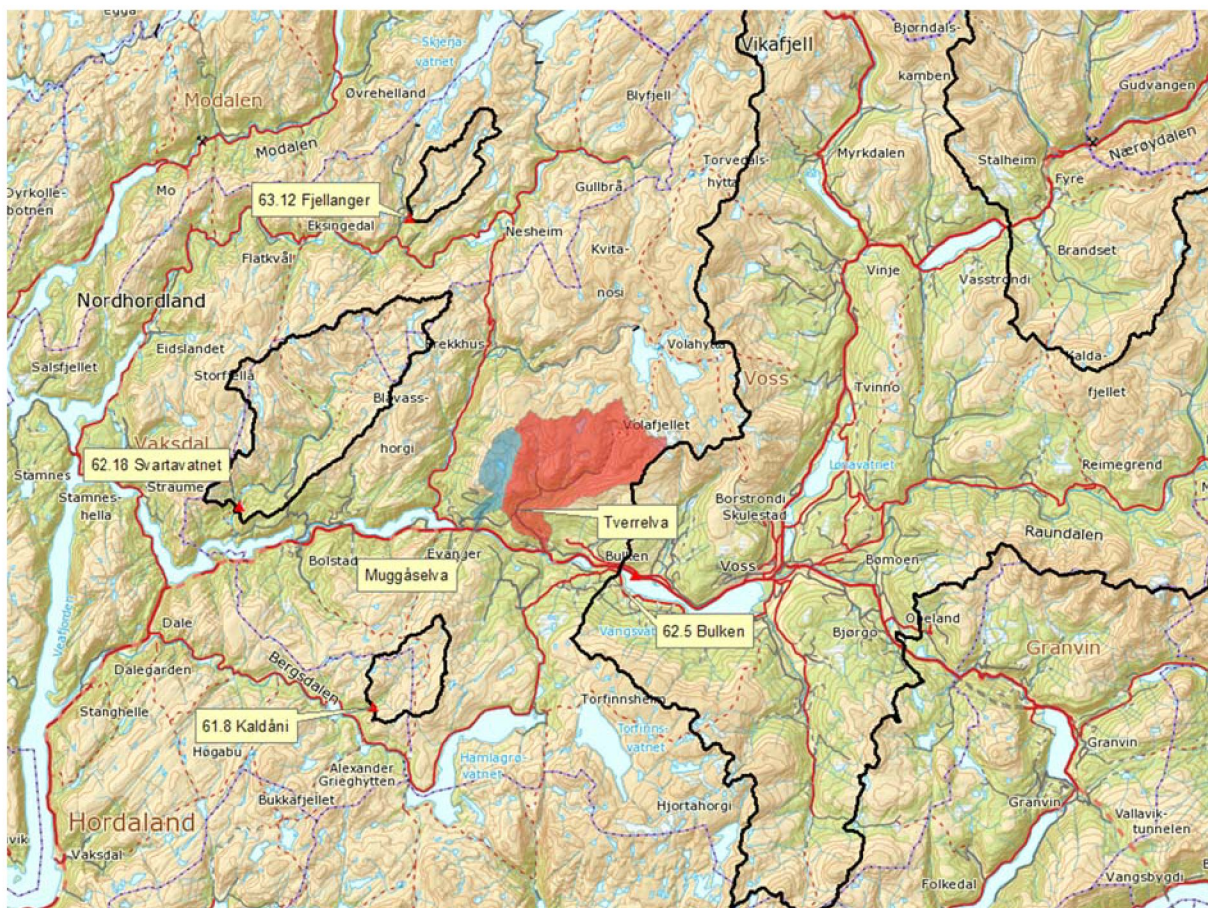 Skjerja-
vatnet
Vikafjell
Bjørndals-
kamben
Gudvangen
Øvrehelland
Modalen
Blyfjell
Modalen
Nærøydalen
Stalheim
Myrkdalen
Torvedals-
hytta
Fyre
Dyrkolle-
botnen
Mo
Gullbrå
63.12 Fjellanger
Eksingedal
Nesheim
Kvita-
nosi
Brandset
Flatkvål
Vinje
Vasstrondi
Nordhordland
Eidslandet
Brekkhus
Volahytta
Kalda-
fjellet
Salsfjellet
Storfjella
Voss
Tvinno
Blåvass-
horgi
Volafjellet
Vaksdal
62.18 Svartavatnet
Lønavatnet
Reimegrend
Stamnes
Straume
Stamnes-
hella
Borstrondi
Skulestad
Tverrelva
Raundalen
Bolstad
Evanger
Bulken
Voss
Bømoen
Muggåselva
Veafjorden
Dale
Vangsvat
62.5 Bulken
Bjørgo
Opeland
Granvin
Dalegarden
Bergsdalen
Stanghelle
Torfinnsheim
61.8 Kaldåni
Torfinns-
vatnet
Høgabu
Hamlagrø-
vatnet
Granvin
Alexander
Grieghytten
Bukkafjellet
Hjortahorgi
Granvin
Vallavik-
tunnelen
Hordaland
vik
Vaksdal
Folkedal
Vangsbygdi